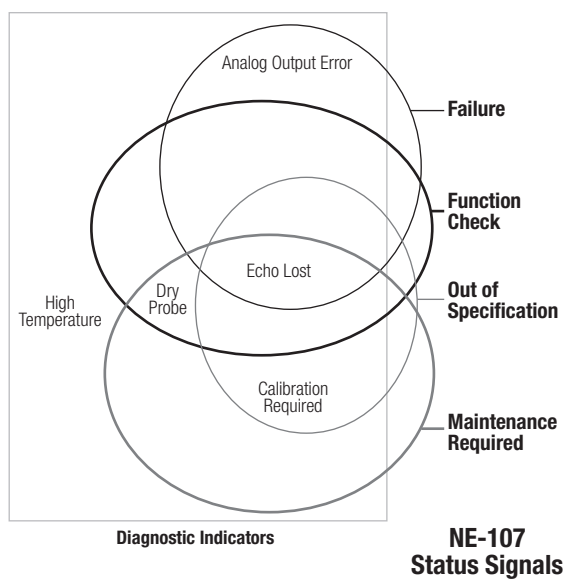 Analog Output Error
Failure
Function
Check
Echo Lost
Out of
Specification
Dry
Probe
High
Temperature
Calibration
Required
Maintenance
Required
Diagnostic Indicators
NE-107
Status Signals